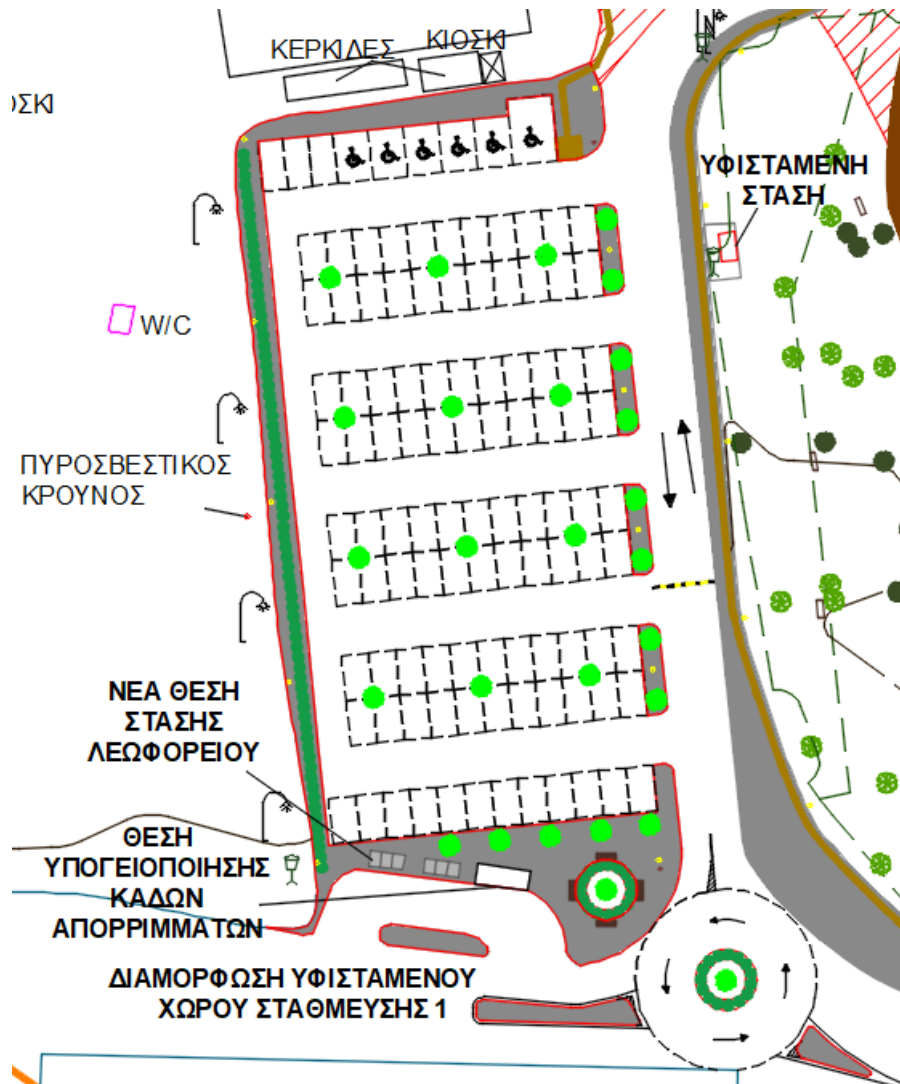 ΚΕΡΚΙΔΕΣ
ΚΙΟΣΚΙ
ΟΣΚΙ
ΥΦΙΣΤΑΜΕΝΗ
ΣΤΑΣΗ
W/C
ΠΥΡΟΣΒΕΣΤΙΚΟΣ
ΚΡΟΥΝΟΣ
ΝΕΑ ΘΕΣΗ
ΣΤΑΣΗΣ
ΛΕΩΦΟΡΕΙΟΥ
ΘΕΣΗ
ΥΠΟΓΕΙΟΠΟΙΗΣΗΣ
ΚΑΔΩΝ
ΑΠΟΡΡΙΜΜΑΤΩΝ
ΔΙΑΜΟΡΦΩΣΗ ΥΦΙΣΤΑΜΕΝΟΥ
ΧΩΡΟΥ ΣΤΑΘΜΕΥΣΗΣ 1